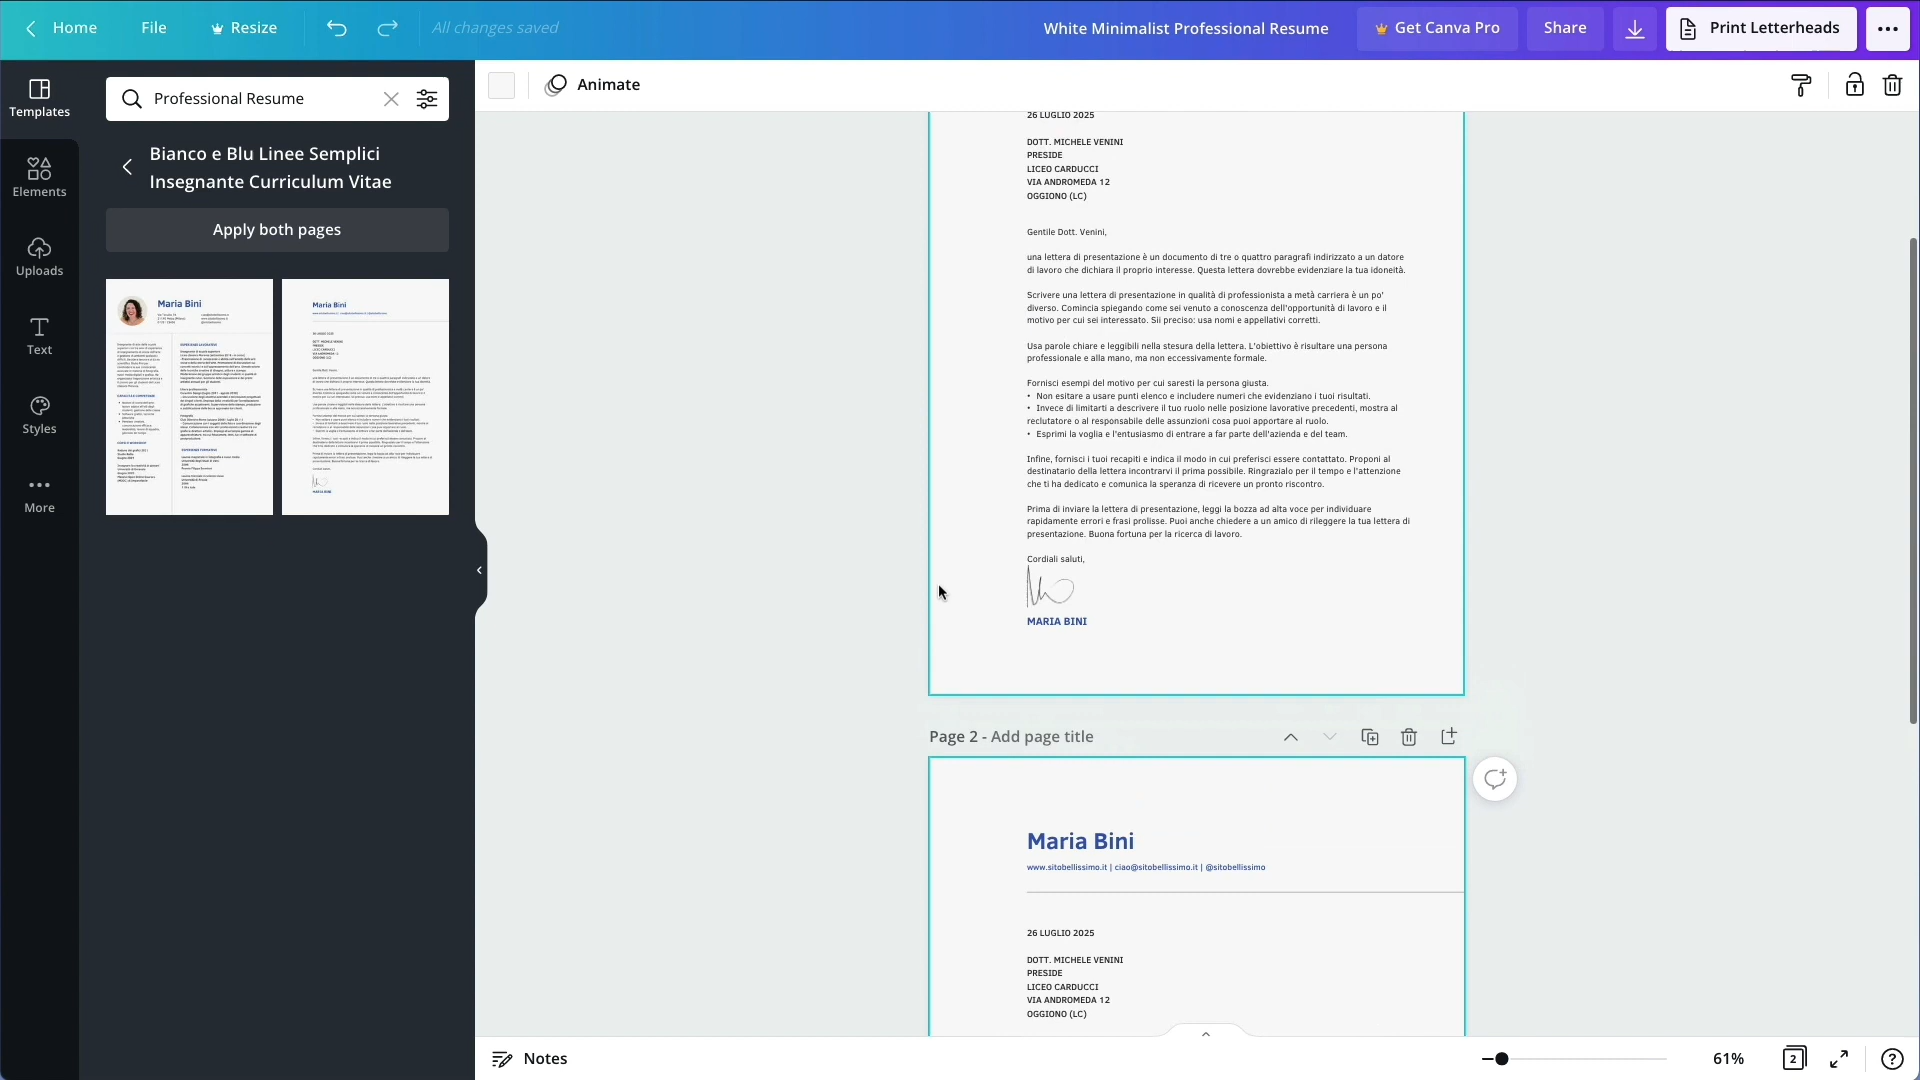 Home
File
Resize
All changes saved
White Minimalist Professional Resume
Get Canva Pro
Share
Print Letterheads
Templates
Elements
Uploads
Text
Styles
More
Professional Resume
Bianco e Blu Linee Semplici
Insegnante Curriculum Vitae
Apply both pages
Maria Bini
Maria Bini
Animate
26 LUGLIO 2025
DOTT. MICHELE VENINI
PRESIDE
LICEO CARDUCCI
VIA ANDROMEDA 12
OGGIONO (LC)
Gentile Dott. Venini,
una lettera di presentazione è un documento di tre o quattro paragrafi indirizzato a un datore
di lavoro che dichiara il proprio interesse. Questa lettera dovrebbe evidenziare la tua idoneità.
Scrivere una lettera di presentazione in qualità di professionista a metà carriera è un po'
diverso. Comincia spiegando come sei venuto a conoscenza dell'opportunità di lavoro e il
motivo per cui sei interessato. Sii preciso: usa nomi e appellativi corretti.
Usa parole chiare e leggibili nella stesura della lettera. L'obiettivo è risultare una persona
professionale e alla mano, ma non eccessivamente formale.
Fornisci esempi del motivo per cui saresti la persona giusta.
• Non esitare a usare punti elenco e includere numeri che evidenziano i tuoi risultati.
• Invece di limitarti a descrivere il tuo ruolo nelle posizione lavorative precedenti, mostra al
reclutatore o al responsabile delle assunzioni cosa puoi apportare al ruolo.
• Esprimi la voglia e l'entusiasmo di entrare a far parte dell'azienda e del team.
Infine, fornisci i tuoi recapiti e indica il modo in cui preferisci essere contattato. Proponi al
destinatario della lettera incontrarvi il prima possibile. Ringrazialo per il tempo e l'attenzione
che ti ha dedicato e comunica la speranza di ricevere un pronto riscontro.
Prima di inviare la lettera di presentazione, leggi la bozza ad alta voce per individuare
rapidamente errori e frasi prolisse. Puoi anche chiedere a un amico di rileggere la tua lettera di
presentazione. Buona fortuna per la ricerca di lavoro.
Cordiali saluti,
MARIA BINI
Page 2 - Add page title
Maria Bini
www.sitobellissimo.it | ciao@sitobellissimo.it | @sitobellissimo
26 LUGLIO 2025
DOTT. MICHELE VENINI
PRESIDE
LICEO CARDUCCI
VIA ANDROMEDA 12
OGGIONO (LC)
Notes
61%
2